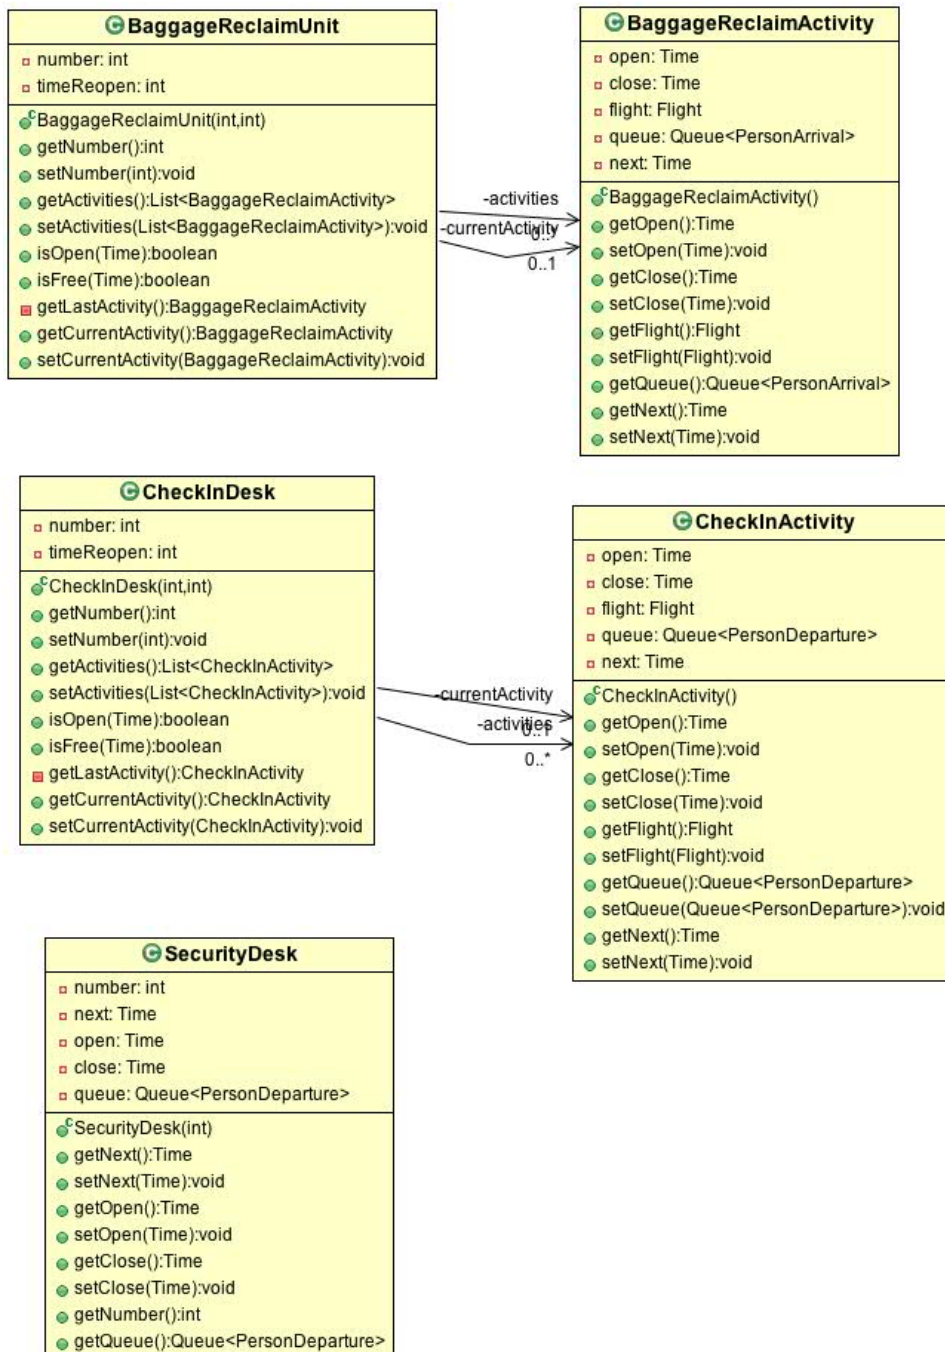 BaggageReclaimUnit
number: int
timeReopen: int
BaggageReclaimUnit(int,int)
getNumber():int
setNumber(int):void
getActivities():List<BaggageReclaimActivity>
setActivities(List<BaggageReclaimActivity>):void
isOpen(Time):boolean
isFree(Time):boolean
getLastActivity():BaggageReclaimActivity
getCurrentActivity():BaggageReclaimActivity
setCurrentActivity(BaggageReclaimActivity):void
-activities
-currentActivity
0..*
0..1
BaggageReclaimActivity
open: Time
close: Time
flight: Flight
queue: Queue<PersonArrival>
next: Time
BaggageReclaimActivity()
getOpen():Time
setOpen(Time):void
getClose():Time
setClose(Time):void
getFlight():Flight
setFlight(Flight):void
getQueue():Queue<PersonArrival>
getNext():Time
setNext(Time):void
CheckInDesk
number: int
timeReopen: int
CheckInDesk(int,int)
getNumber():int
setNumber(int):void
getActivities():List<CheckInActivity>
setActivities(List<CheckInActivity>):void
isOpen(Time):boolean
isFree(Time):boolean
getLastActivity():CheckInActivity
getCurrentActivity():CheckInActivity
setCurrentActivity(CheckInActivity):void
-currentActivity
-activities
0..1
0..*
CheckInActivity
open: Time
close: Time
flight: Flight
queue: Queue<PersonDeparture>
next: Time
CheckInActivity()
getOpen():Time
setOpen(Time):void
getClose():Time
setClose(Time):void
getFlight():Flight
setFlight(Flight):void
getQueue():Queue<PersonDeparture>
setQueue(Queue<PersonDeparture>):void
getNext():Time
setNext(Time):void
SecurityDesk
number: int
next: Time
open: Time
close: Time
queue: Queue<PersonDeparture>
SecurityDesk(int)
getNext():Time
setNext(Time):void
getOpen():Time
setOpen(Time):void
getClose():Time
setClose(Time):void
getNumber():int
getQueue():Queue<PersonDeparture>